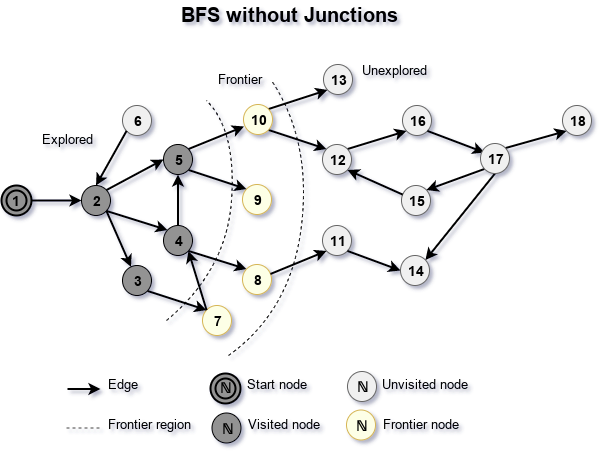 BFS without Junctions
Frontier
Unexplored
13
10
16
18
6
Explored
5
12
17
1
2
9
15
4
11
3
8
14
7
Edge
N
Start node
N
Unvisited node
Frontier region
N
Visited node
N
Frontier node